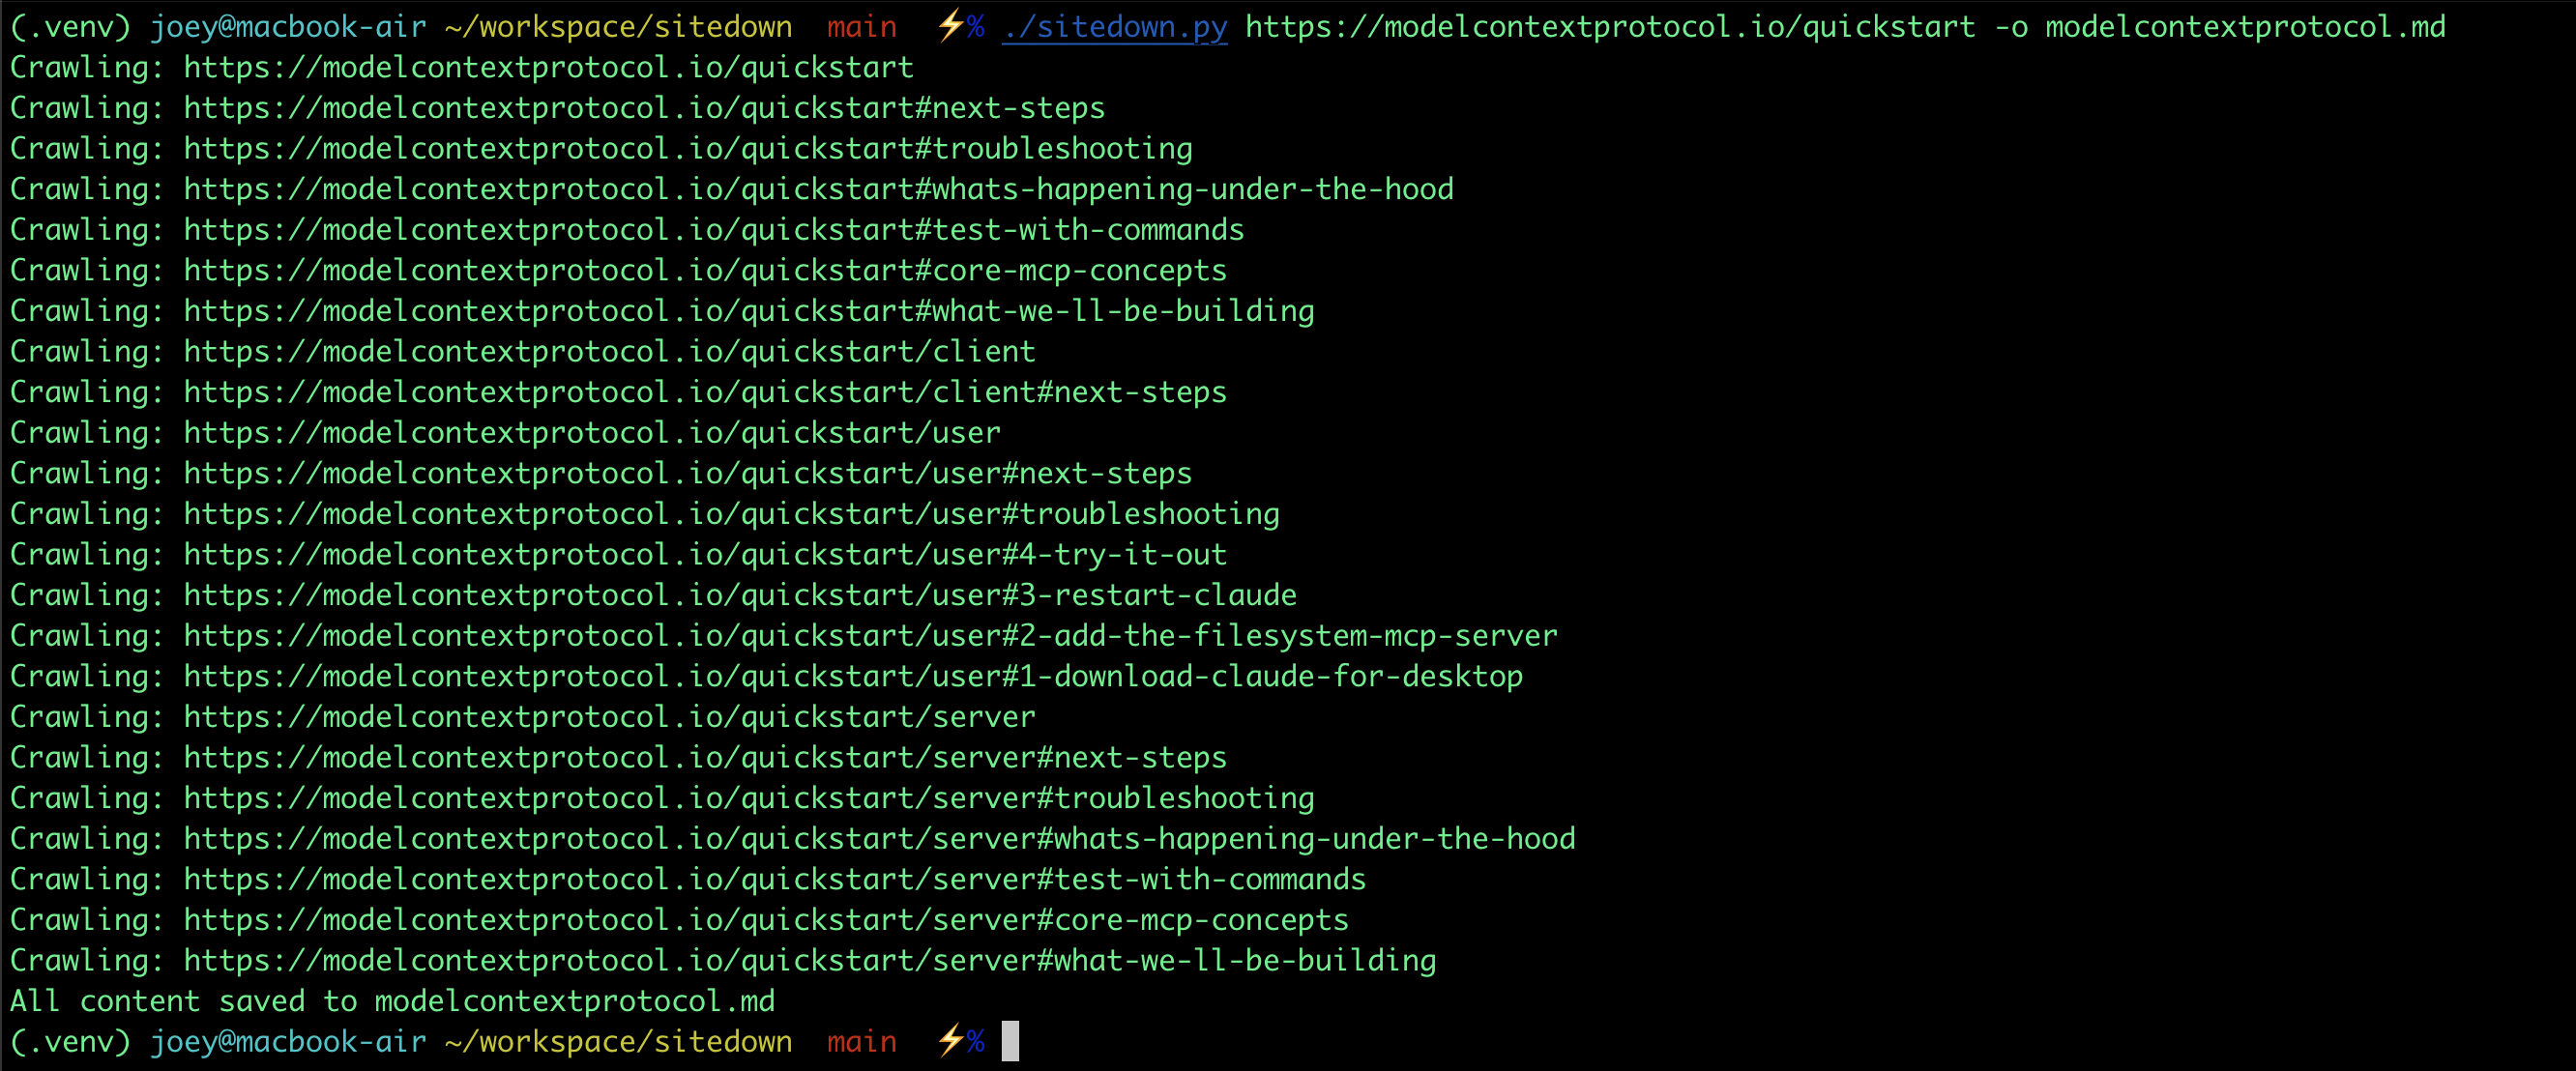 (.venv) joey@macbook-air ~/workspace/sitedown main ⚡% ./sitedown.py https://modelcontextprotocol.io/quickstart -o modelcontextprotocol.md
Crawling: https://modelcontextprotocol.io/quickstart
Crawling: https://modelcontextprotocol.io/quickstart#next-steps
Crawling: https://modelcontextprotocol.io/quickstart#troubleshooting
Crawling: https://modelcontextprotocol.io/quickstart#whats-happening-under-the-hood
Crawling: https://modelcontextprotocol.io/quickstart#test-with-commands
Crawling: https://modelcontextprotocol.io/quickstart#core-mcp-concepts
Crawling: https://modelcontextprotocol.io/quickstart#what-we-ll-be-building
Crawling: https://modelcontextprotocol.io/quickstart/client
Crawling: https://modelcontextprotocol.io/quickstart/client#next-steps
Crawling: https://modelcontextprotocol.io/quickstart/user
Crawling: https://modelcontextprotocol.io/quickstart/user#next-steps
Crawling: https://modelcontextprotocol.io/quickstart/user#troubleshooting
Crawling: https://modelcontextprotocol.io/quickstart/user#4-try-it-out
Crawling: https://modelcontextprotocol.io/quickstart/user#3-restart-claude
Crawling: https://modelcontextprotocol.io/quickstart/user#2-add-the-filesystem-mcp-server
Crawling: https://modelcontextprotocol.io/quickstart/user#1-download-claude-for-desktop
Crawling: https://modelcontextprotocol.io/quickstart/server
Crawling: https://modelcontextprotocol.io/quickstart/server#next-steps
Crawling: https://modelcontextprotocol.io/quickstart/server#troubleshooting
Crawling: https://modelcontextprotocol.io/quickstart/server#whats-happening-under-the-hood
Crawling: https://modelcontextprotocol.io/quickstart/server#test-with-commands
Crawling: https://modelcontextprotocol.io/quickstart/server#core-mcp-concepts
Crawling: https://modelcontextprotocol.io/quickstart/server#what-we-ll-be-building
All content saved to modelcontextprotocol.md
(.venv) joey@macbook-air ~/workspace/sitedown main ⚡%